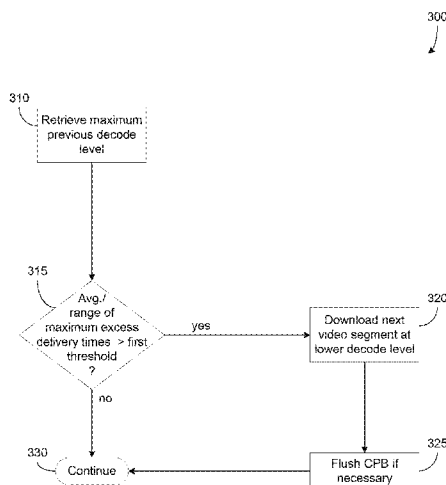 300
310
Retrieve maximum
previous decode
level
315
Avg./
range of
maximum excess
delivery times > first
threshold
?
yes
320
Download next
video segment at
lower decode level
no
330
Continue
325
Flush CPB if
necessary